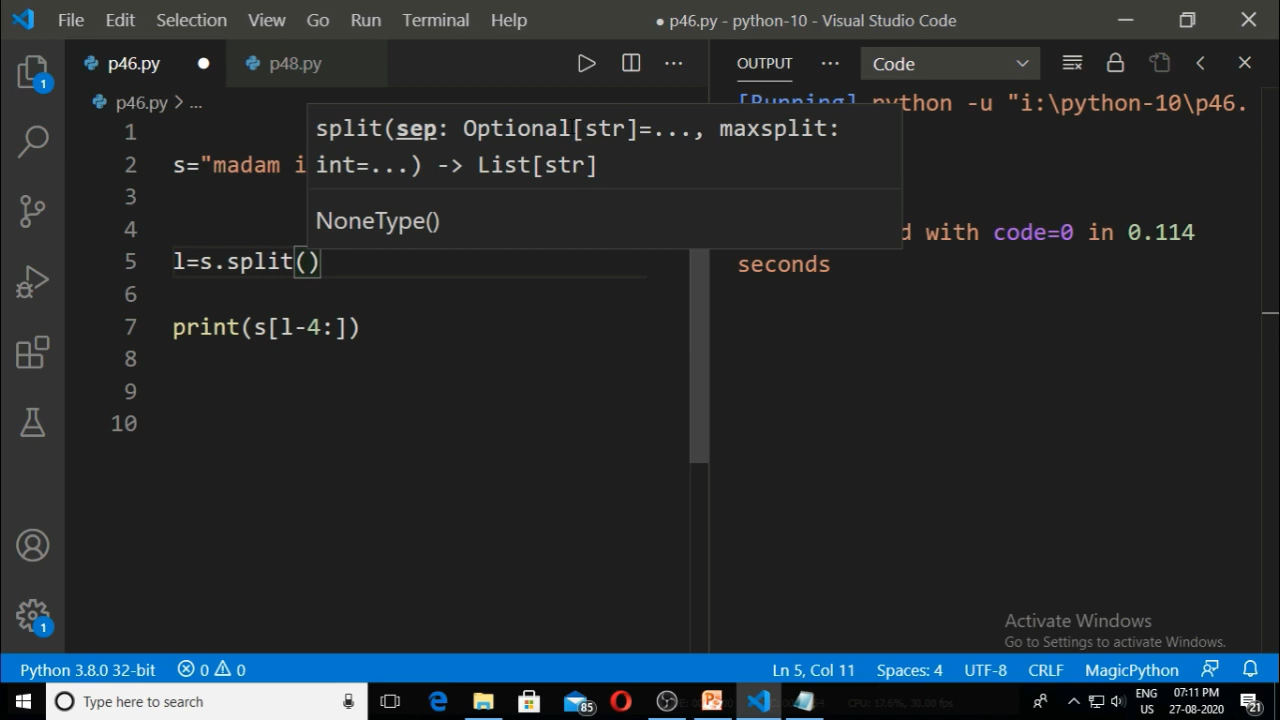 File Edit Selection View Go Run Terminal Help
● p46.py - python-10 - Visual Studio Code
p46.py ● p48.py
OUTPUT ... Code
p46.py > ...
[Running] python -u "i:\python-10\p46.
split(sep: Optional[str]=..., maxsplit:
int=...) -> List[str]
NoneType()
1
2 s="madam i
3
4
with code=0 in 0.114
seconds
5 l=s.split()
6
7 print(s[l-4:])
8
9
10
1
1
Activate Windows
Go to Settings to activate Windows.
Python 3.8.0 32-bit 0 0 Ln 5, Col 11 Spaces: 4 UTF-8 CRLF MagicPython
Type here to search
85
ENG
US
07:11 PM
27-08-2020
21